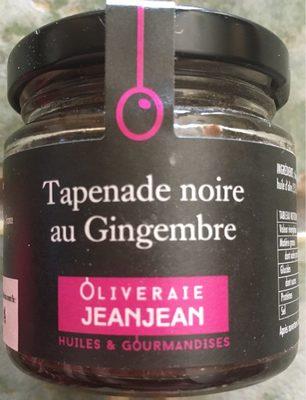 Tapenade noire
au Gingembre
OLIVERAIE
JEANJEAN
HUILES & GOURMANDISES